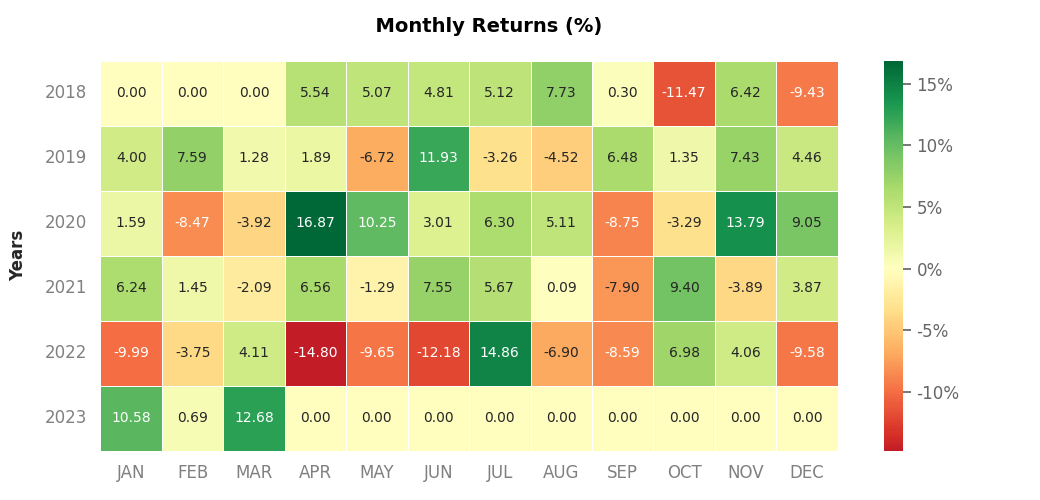 Monthly Returns (%)
Years
2018 0.00 0.00 0.00 5.54 5.07 4.81 5.12 7.73 0.30 -11.47 6.42 -9.43
2019 4.00 7.59 1.28 1.89 -6.72 11.93 -3.26 -4.52 6.48 1.35 7.43 4.46
2020 1.59 -8.47 -3.92 16.87 10.25 3.01 6.30 5.11 -8.75 -3.29 13.79 9.05
2021 6.24 1.45 -2.09 6.56 -1.29 7.55 5.67 0.09 -7.90 9.40 -3.89 3.87
2022 -9.99 -3.75 4.11 -14.80 -9.65 -12.18 14.86 -6.90 -8.59 6.98 4.06 -9.58
2023 10.58 0.69 12.68 0.00 0.00 0.00 0.00 0.00 0.00 0.00 0.00 0.00
JAN FEB MAR APR MAY JUN JUL AUG SEP OCT NOV DEC
15%
10%
5%
0%
-5%
-10%